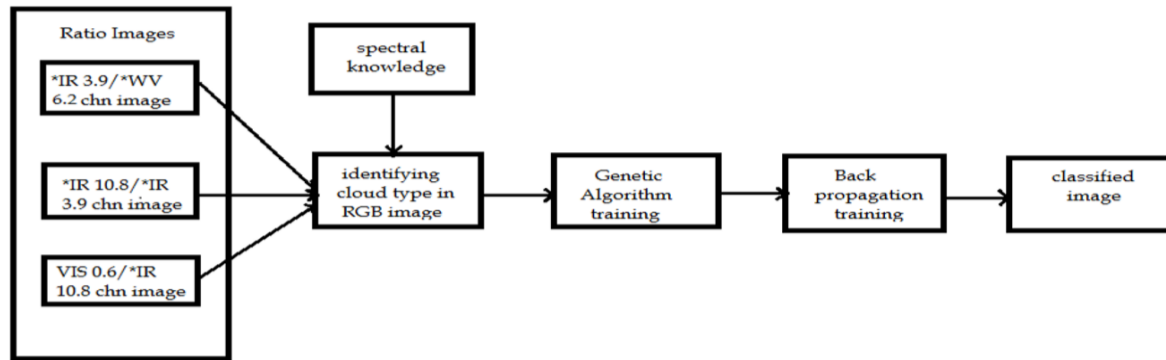 Ratio Images
*IR 3.9/*WV
6.2 chn image
*IR 10.8/*IR
3.9 chn image
VIS 0.6/*IR
10.8 chn image
spectral
knowledge
identifying
cloud type in
RGB image
Genetic
Algorithm
training
Back
propagation
training
classified
image